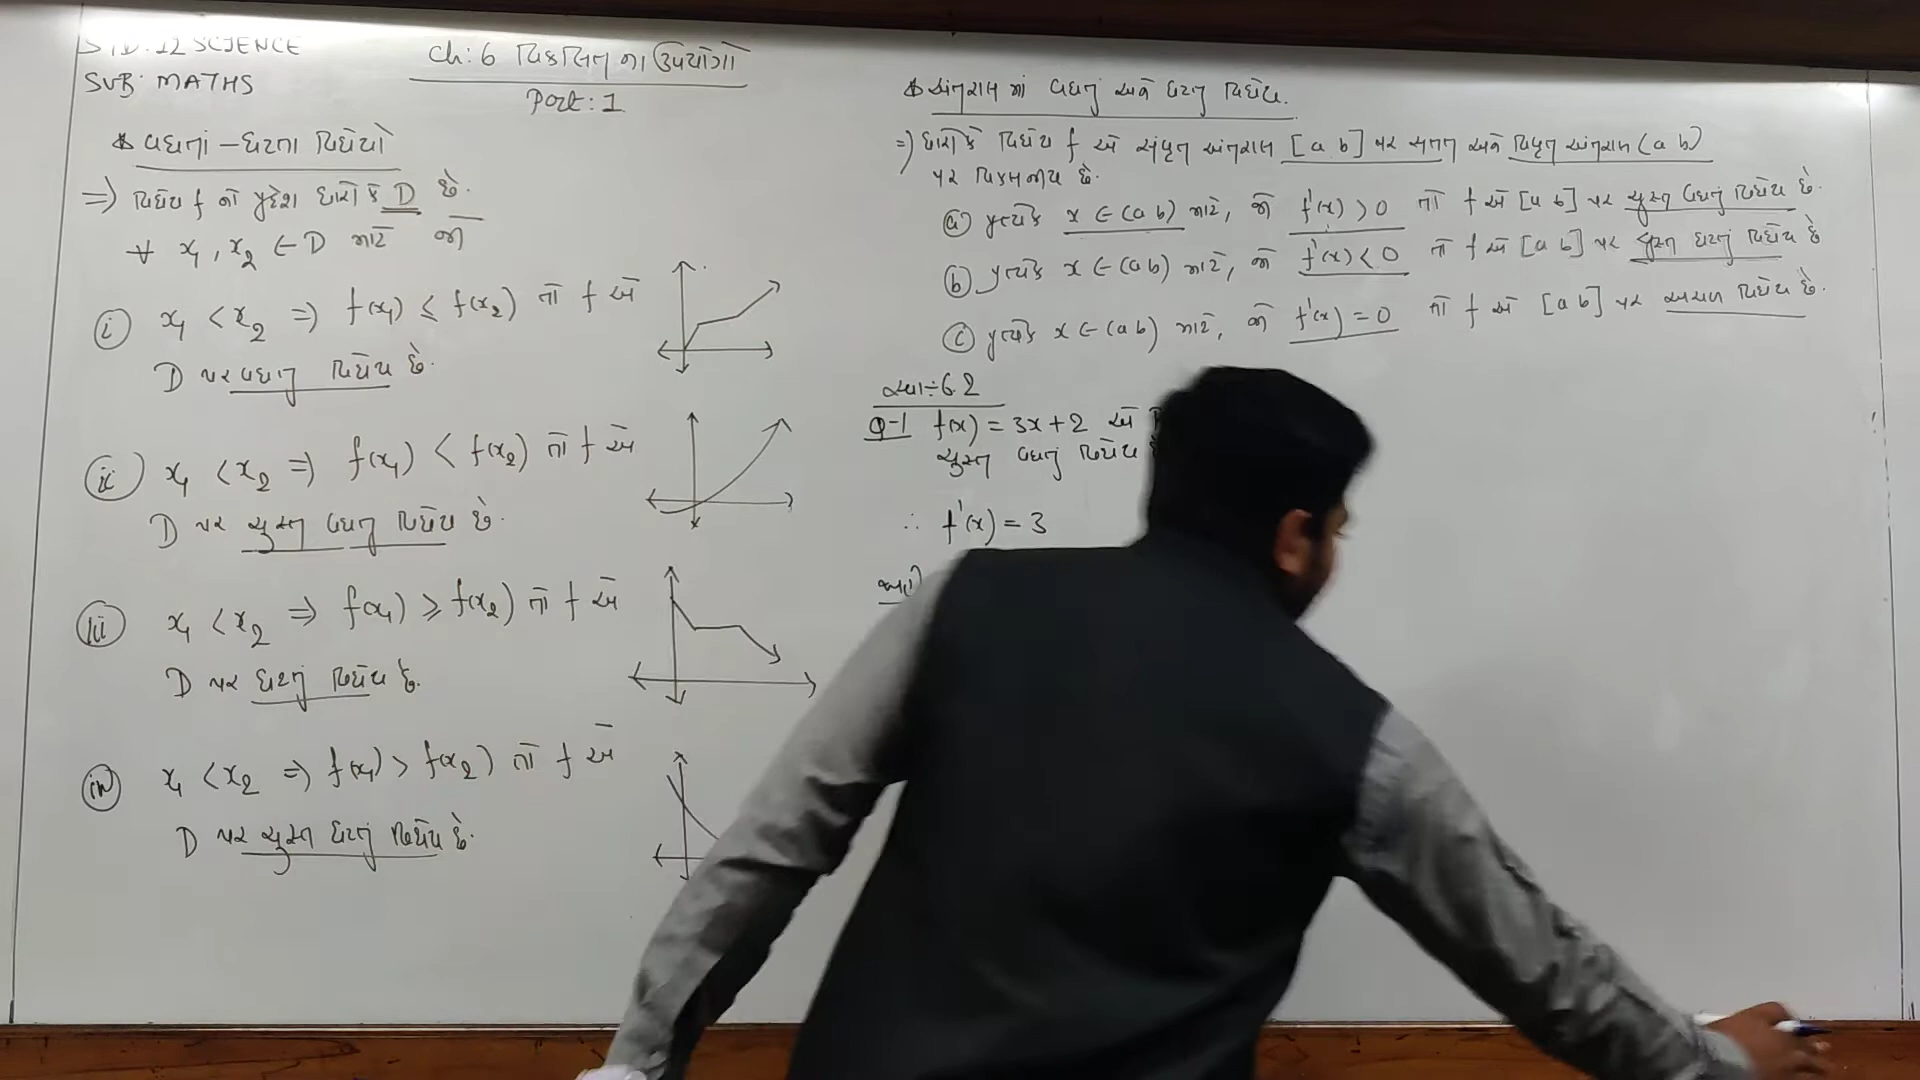 STD: 12 SCIENCE
SUB: MATHS
Ch: 6 વિકલિત ના ઉપયોગો
Part: 1
* વધતાં - ઘટતા વિધેયો
=> વિધેય f નો પ્રદેશ ધારો કે D છે.
∀ x₁, x₂ ∈ D માટે જો
(i) x₁ < x₂ => f(x₁) ≤ f(x₂) તો f એ
D પર વધતું વિધેય છે.
(ii) x₁ < x₂ => f(x₁) < f(x₂) તો f એ
D પર ચુસ્ત વધતુ વિધેય છે.
(iii) x₁ < x₂ => f(x₁) ≥ f(x₂) તો f એ
D પર ઘટતું વિધેય છે.
(iv) x₁ < x₂ => f(x₁) > f(x₂) તો f એ
D પર ચુસ્ત ઘટતું વિધેય છે.
* અંતરાલ માં વધતું અને ઘટતુ વિધેય.
=) ધારો કે વિધેય f એ સંવૃત અંતરાલ [a b] પર સતત અને વિવૃત અંતરાલ (a b)
પર વિકલનીય છે.
(a) પ્રત્યેક x ∈ (a b) માટે, જો f'(x) > 0 તો f એ [a b] પર ચુસ્ત વધતું વિધેય છે.
(b) પ્રત્યેક x ∈ (a b) માટે, જો f'(x) < 0 તો f એ [a b] પર ચુસ્ત ઘટતું વિધેય છે
(c) પ્રત્યેક x ∈ (a b) માટે, જો f'(x) = 0 તો f એ [a b] પર અચળ વિધેય છે.
સ્વા÷6.2
Q-1 f(x) = 3x + 2 એ
ચુસ્ત વધતું વિધેય
∴ f'(x) = 3